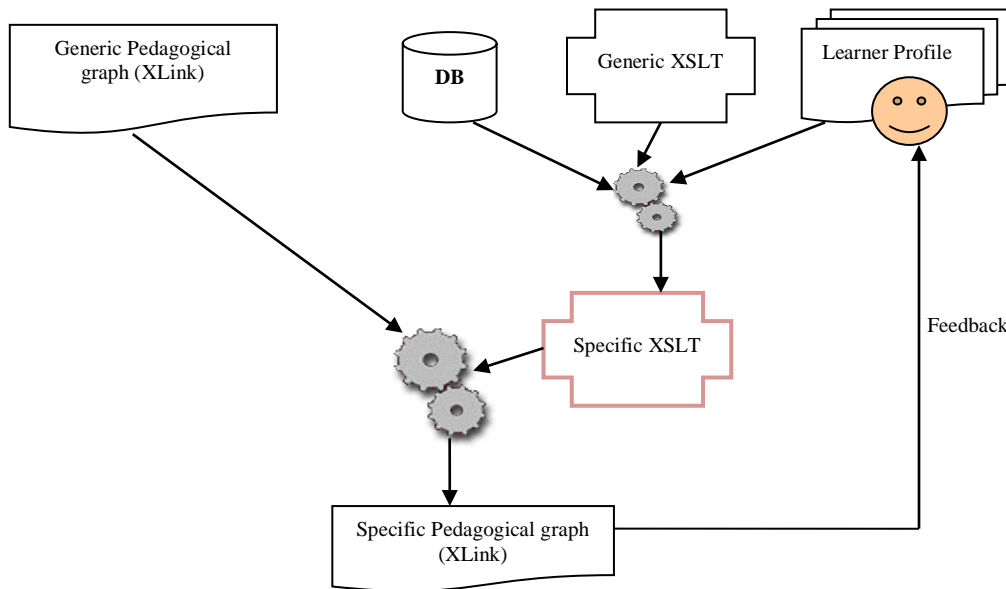 Generic Pedagogical
graph (XLink)
DB
Generic XSLT
Learner Profile
Specific XSLT
Feedback
Specific Pedagogical graph
(XLink)